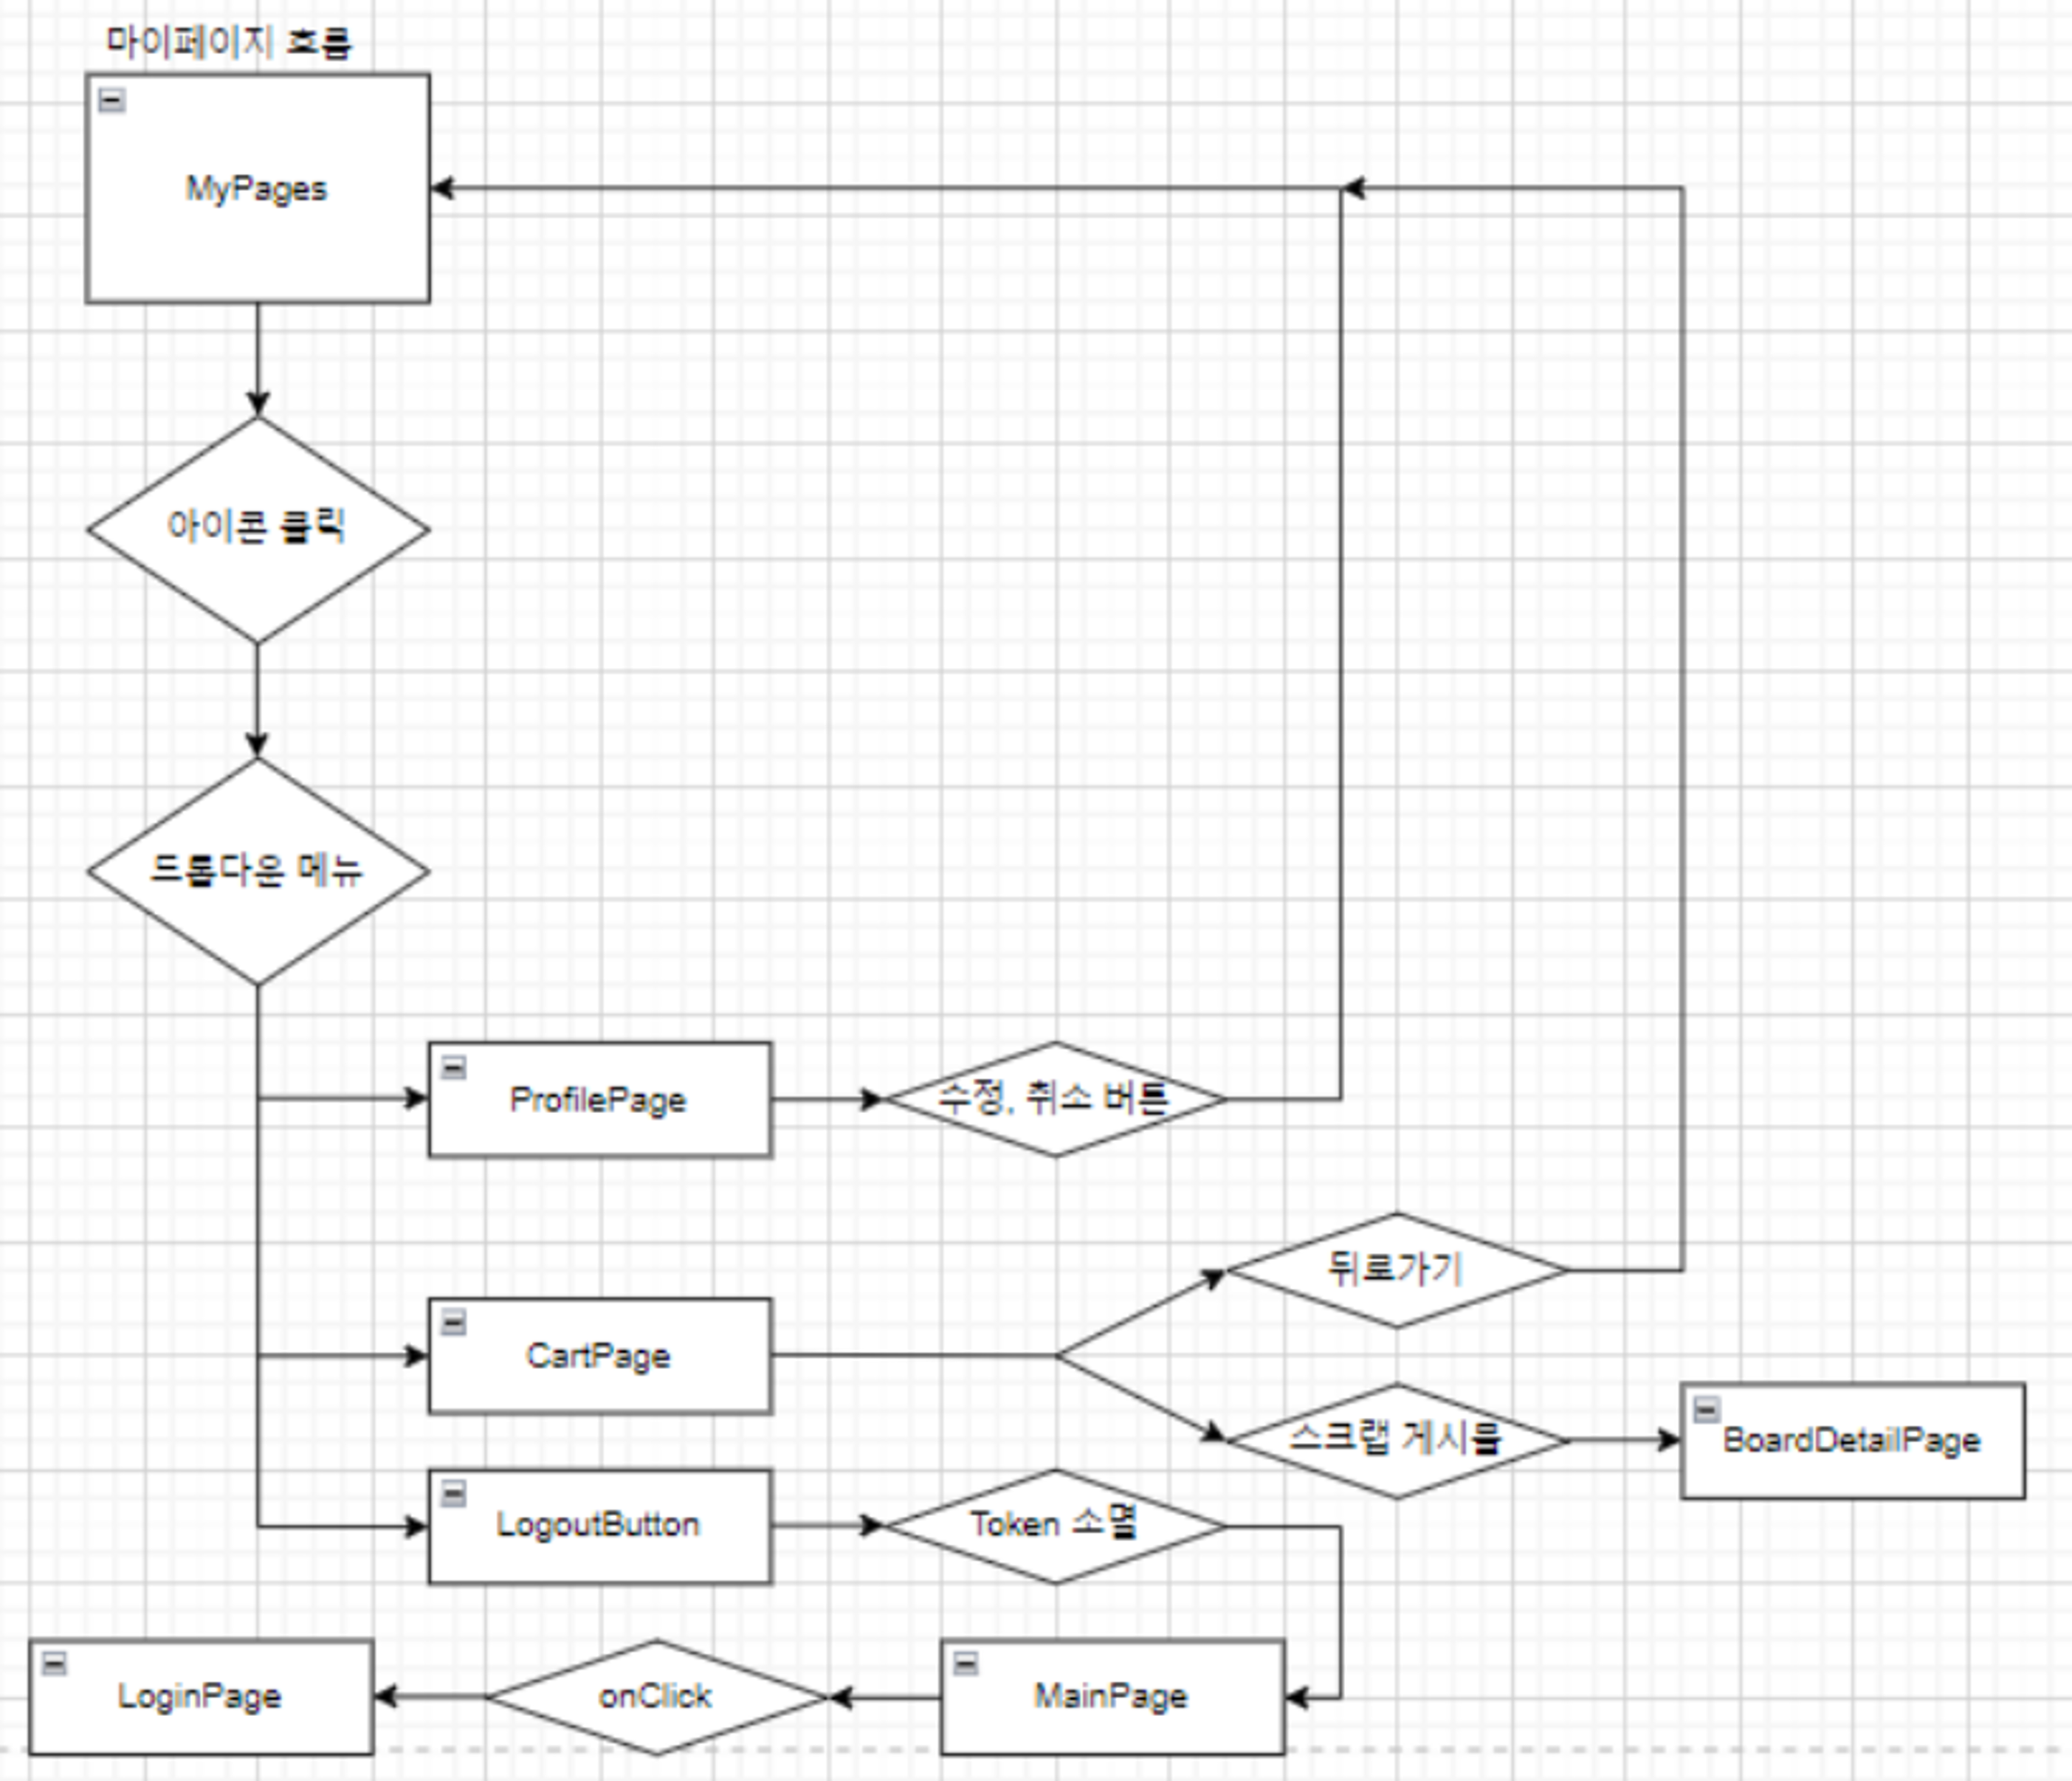 마이페이지 흐름
MyPages
아이콘 클릭
드롭다운 메뉴
ProfilePage
수정, 취소 버튼
뒤로가기
CartPage
스크랩 게시물
BoardDetailPage
LogoutButton
Token 소멸
LoginPage
onClick
MainPage